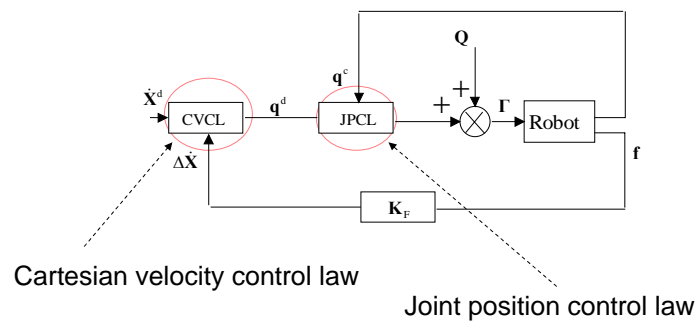 Q
q^c
Ẋ^d
CVCL
q^d
JPCL
+
+
Γ
Robot
ΔẊ
f
K_F
Cartesian velocity control law
Joint position control law